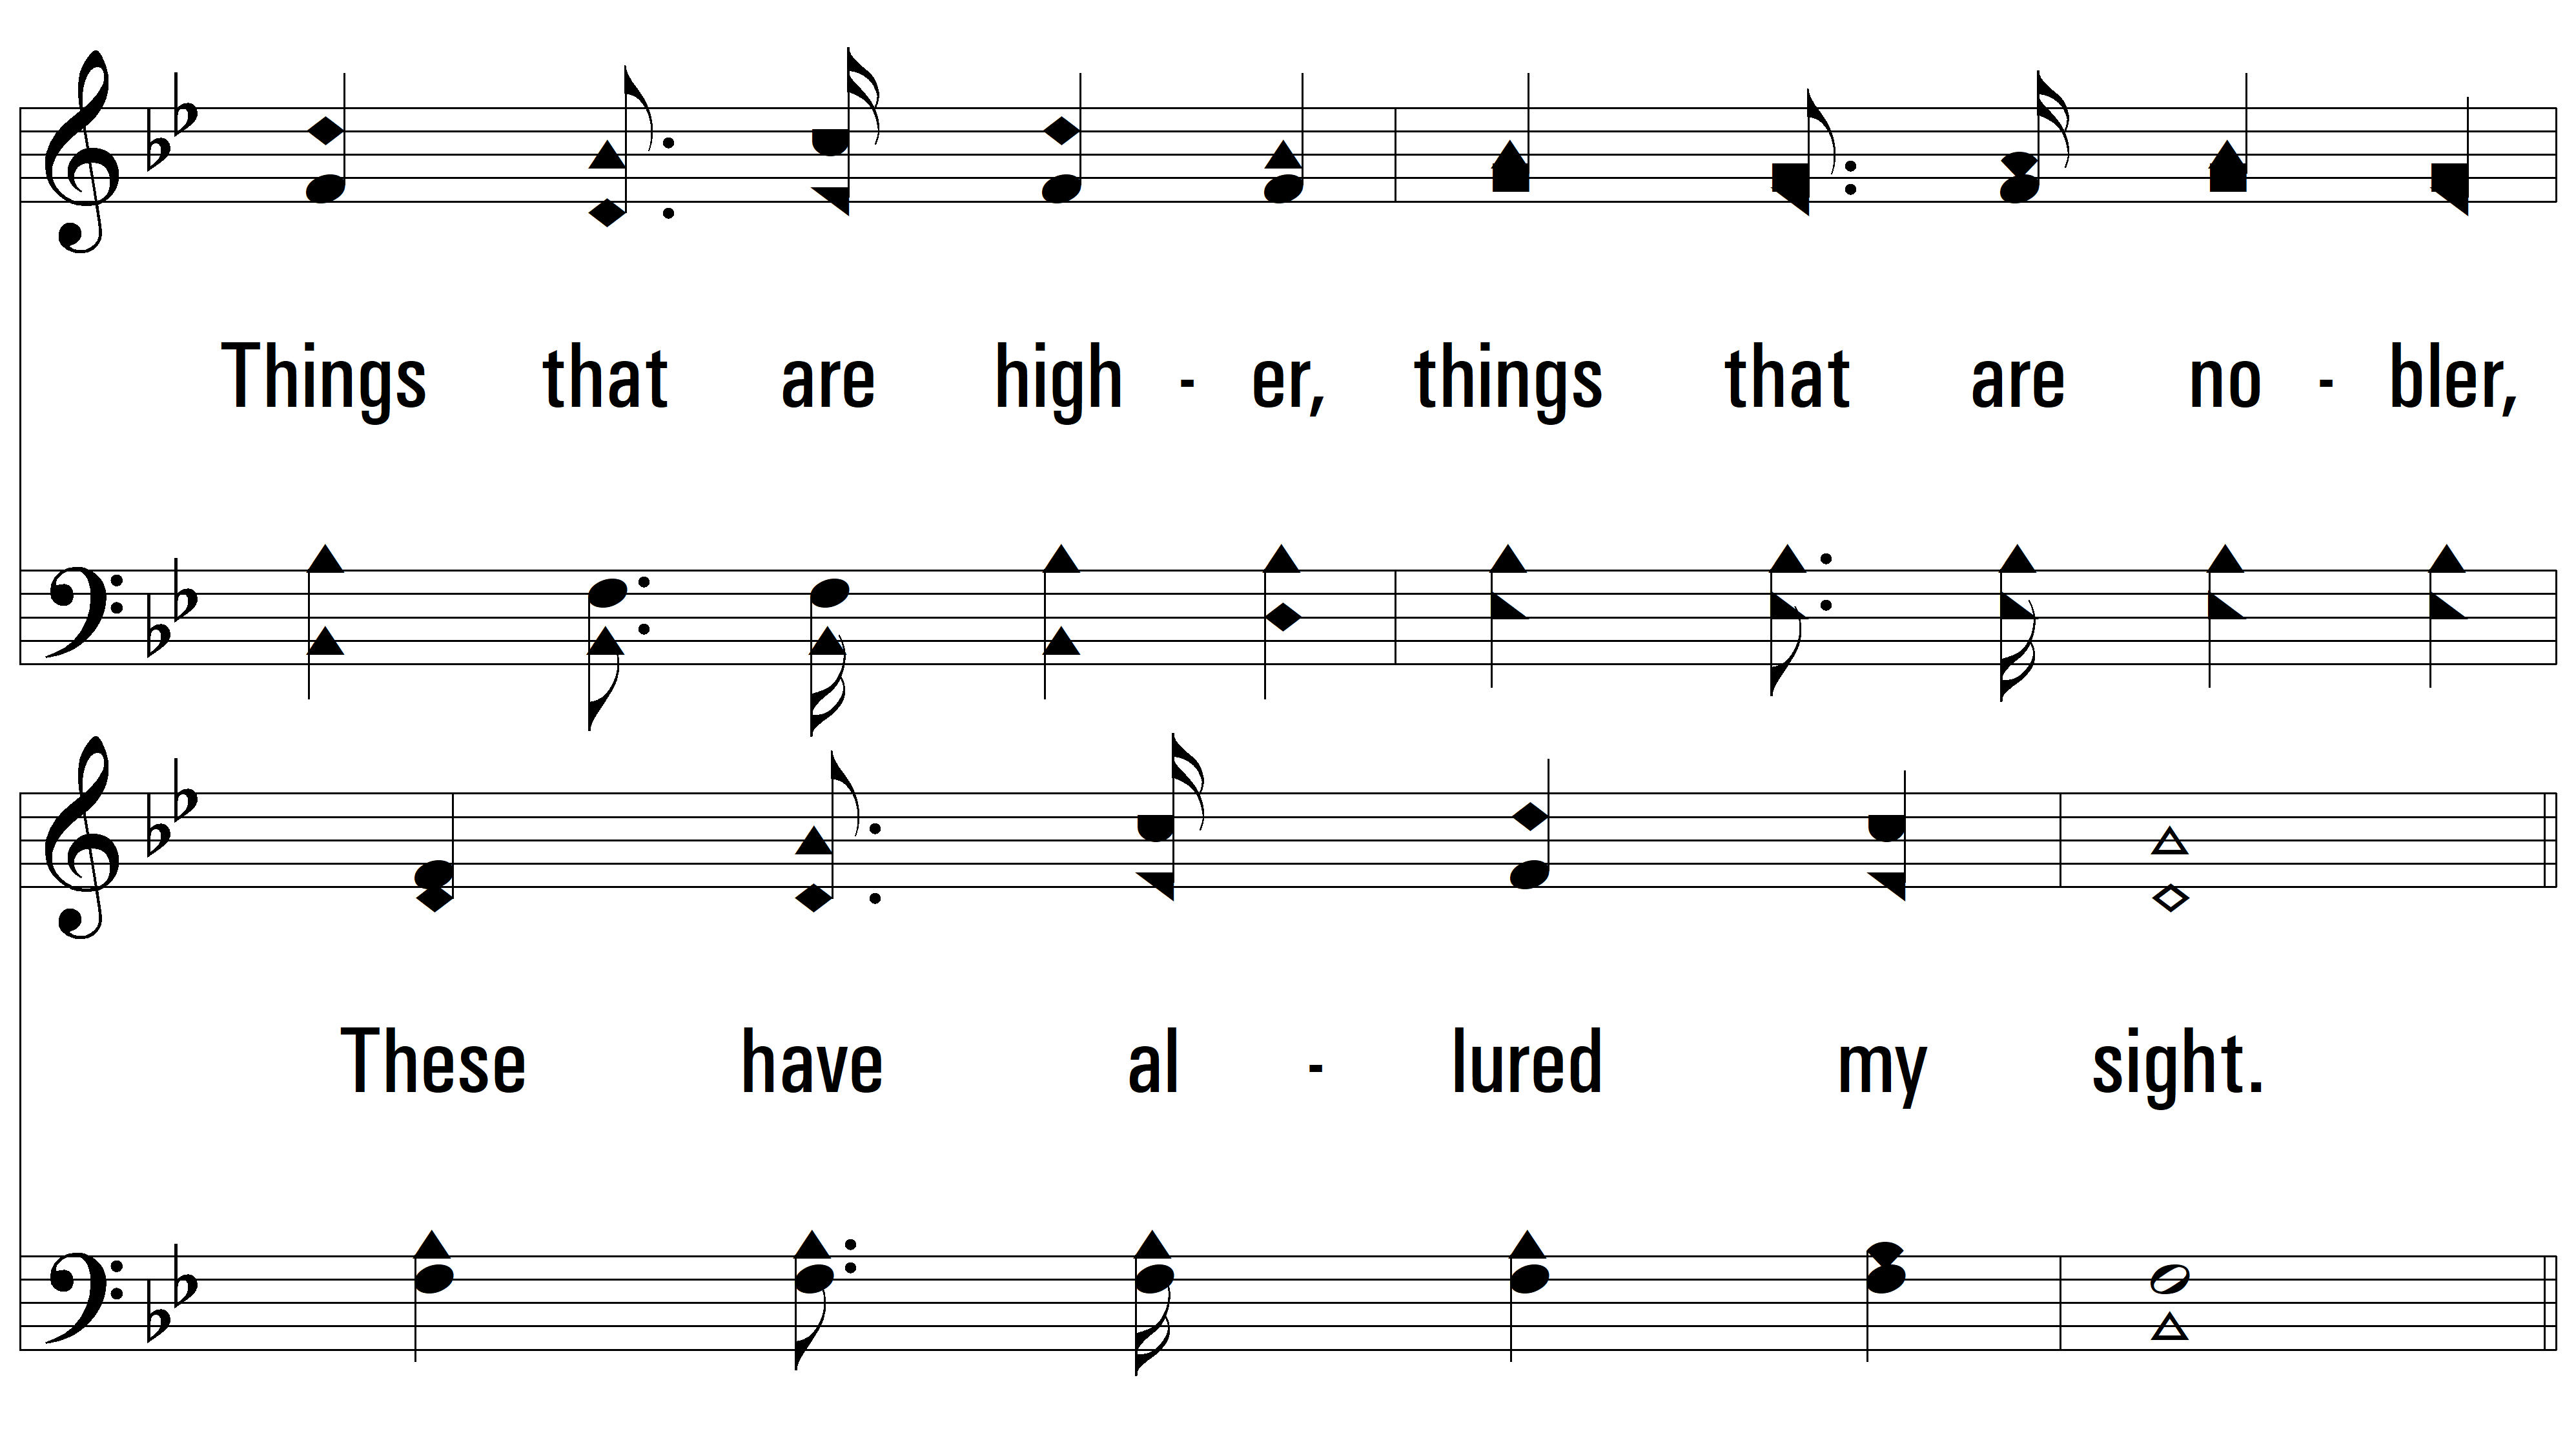 Things that are high - er, things that are no - bler,
These have al - lured my sight.